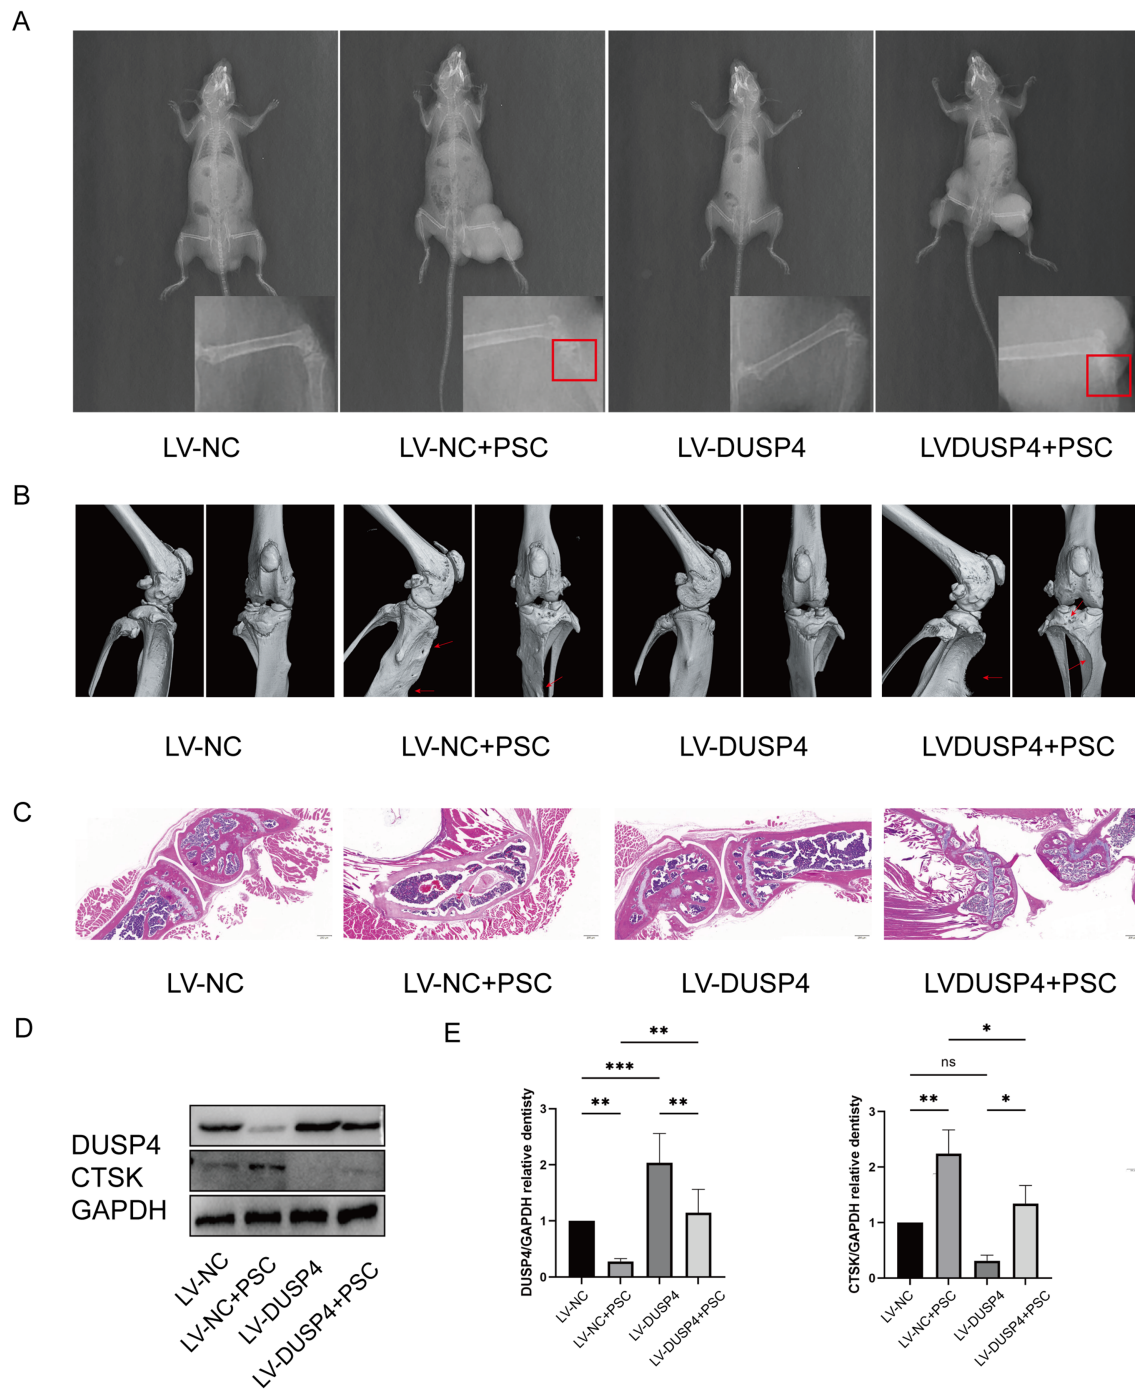 A
LV-NC
LV-NC+PSC
LV-DUSP4
LVDUSP4+PSC
B
LV-NC
LV-NC+PSC
LV-DUSP4
LVDUSP4+PSC
C
LV-NC
LV-NC+PSC
LV-DUSP4
LVDUSP4+PSC
D
DUSP4
CTSK
GAPDH
LV-NC
LV-NC+PSC
LV-DUSP4
LV-DUSP4+PSC
E
**
***
**
**
DUSP4/GAPDH relative dentisty
3
2
1
0
LV-NC
LV-NC+PSC
LV-DUSP4
LV-DUSP4+PSC
*
ns
**
*
CTSK/GAPDH relative dentisty
3
2
1
0
LV-NC
LV-NC+PSC
LV-DUSP4
LV-DUSP4+PSC